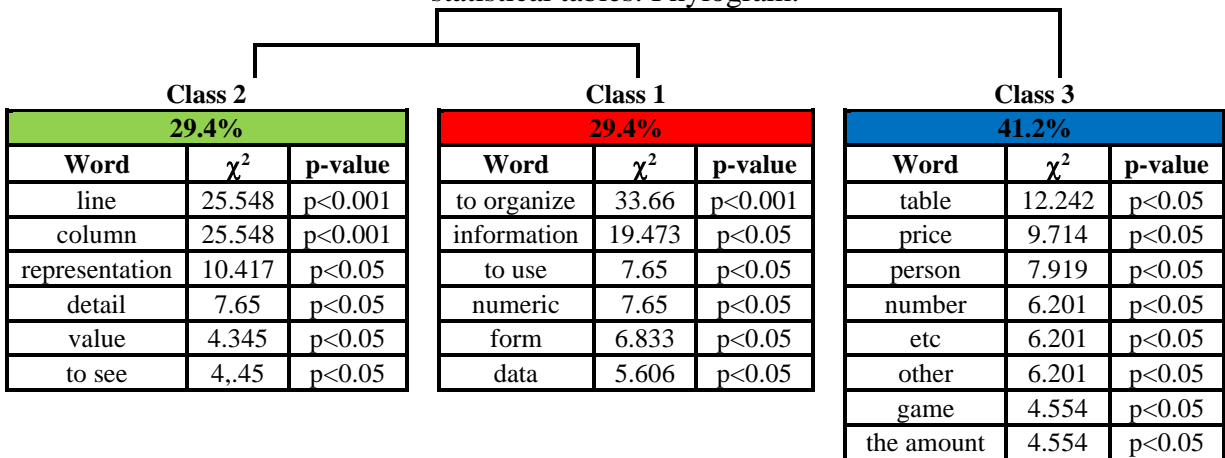 statistical tables. Phylogram.
Class 2 Class 1 Class 3
29.4% 29.4% 41.2%
Word χ² p-value Word χ² p-value Word χ² p-value
line 25.548 p<0.001 to organize 33.66 p<0.001 table 12.242 p<0.05
column 25.548 p<0.001 information 19.473 p<0.05 price 9.714 p<0.05
representation 10.417 p<0.05 to use 7.65 p<0.05 person 7.919 p<0.05
detail 7.65 p<0.05 numeric 7.65 p<0.05 number 6.201 p<0.05
value 4.345 p<0.05 form 6.833 p<0.05 etc 6.201 p<0.05
to see 4,.45 p<0.05 data 5.606 p<0.05 other 6.201 p<0.05
game 4.554 p<0.05
the amount 4.554 p<0.05